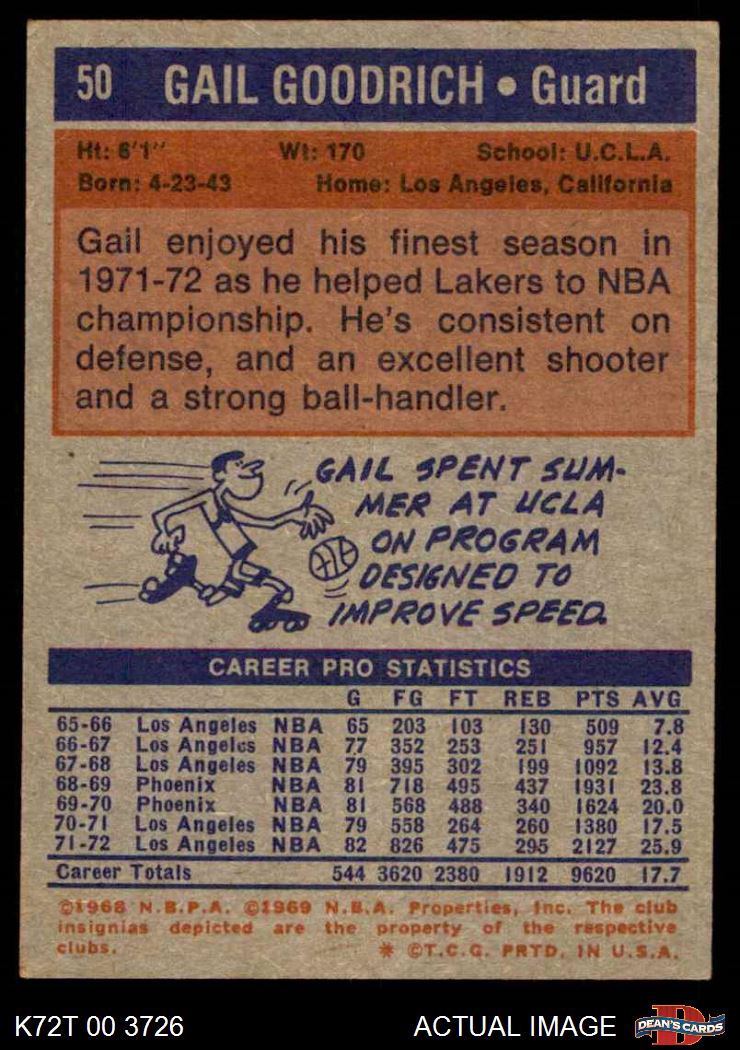 50 GAIL GOODRICH • Guard
Ht: 6'1" Wt: 170 School: U.C.L.A.
Born: 4-23-43 Home: Los Angeles, California
Gail enjoyed his finest season in
1971-72 as he helped Lakers to NBA
championship. He's consistent on
defense, and an excellent shooter
and a strong ball-handler.
GAIL SPENT SUM-
MER AT UCLA
ON PROGRAM
DESIGNED TO
IMPROVE SPEED.
CAREER PRO STATISTICS
G FG FT REB PTS AVG
65-66 Los Angeles NBA 65 203 103 130 509 7.8
66-67 Los Angeles NBA 77 352 253 251 957 12.4
67-68 Los Angeles NBA 79 395 302 199 1092 13.8
68-69 Phoenix NBA 81 718 495 437 1931 23.8
69-70 Phoenix NBA 81 568 488 340 1624 20.0
70-71 Los Angeles NBA 79 558 264 260 1380 17.5
71-72 Los Angeles NBA 82 826 475 295 2127 25.9
Career Totals 544 3620 2380 1912 9620 17.7
©1968 N.B.P.A. ©1969 N.B.A. Properties, Inc. The club
insignias depicted are the property of the respective
clubs. * ©T.C.G. PRTD. IN U.S.A.
K72T 00 3726 ACTUAL IMAGE DEAN'S CARDS